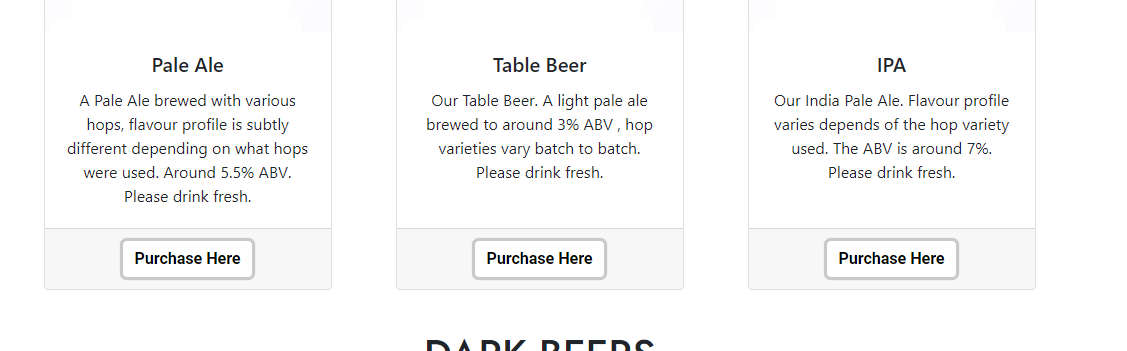 Pale Ale
A Pale Ale brewed with various
hops, flavour profile is subtly
different depending on what hops
were used. Around 5.5% ABV.
Please drink fresh.
Purchase Here
Table Beer
Our Table Beer. A light pale ale
brewed to around 3% ABV , hop
varieties vary batch to batch.
Please drink fresh.
Purchase Here
IPA
Our India Pale Ale. Flavour profile
varies depends of the hop variety
used. The ABV is around 7%.
Please drink fresh.
Purchase Here
DARK BEERS